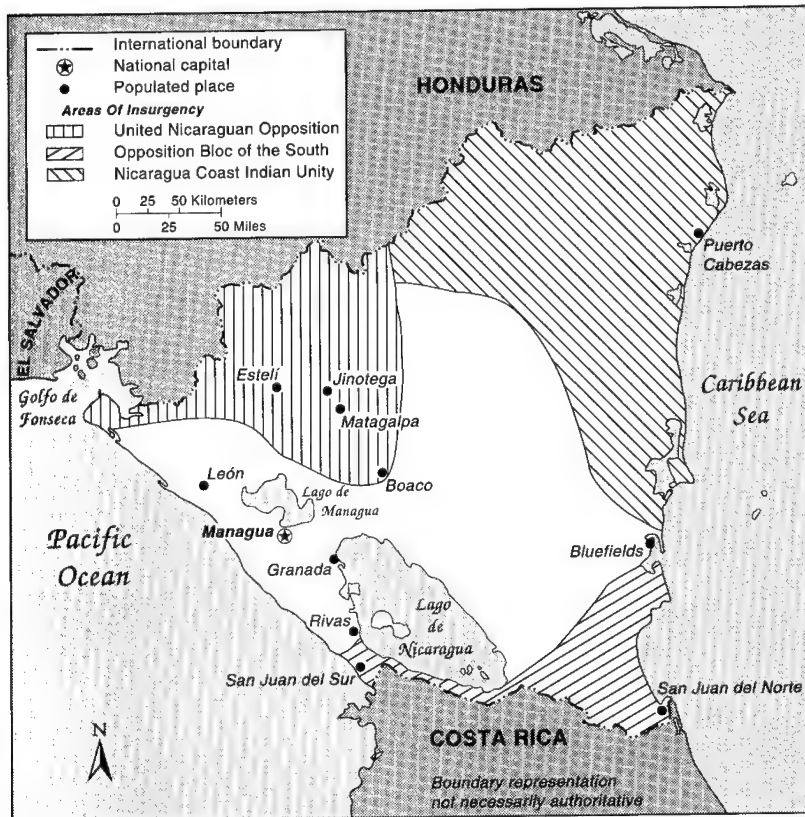 International boundary
National capital
Populated place
Areas Of Insurgency
United Nicaraguan Opposition
Opposition Bloc of the South
Nicaragua Coast Indian Unity
0 25 50 Kilometers
0 25 50 Miles
HONDURAS
EL SALVADOR
Puerto
Cabezas
Golfo de
Fonseca
Estelí
Jinotega
Matagalpa
Caribbean
Sea
León
Lago de
Managua
Boaco
Managua
Pacific
Ocean
Granada
Bluefields
Lago
de
Nicaragua
Rivas
San Juan del Sur
San Juan del Norte
N
COSTA RICA
Boundary representation
not necessarily authoritative